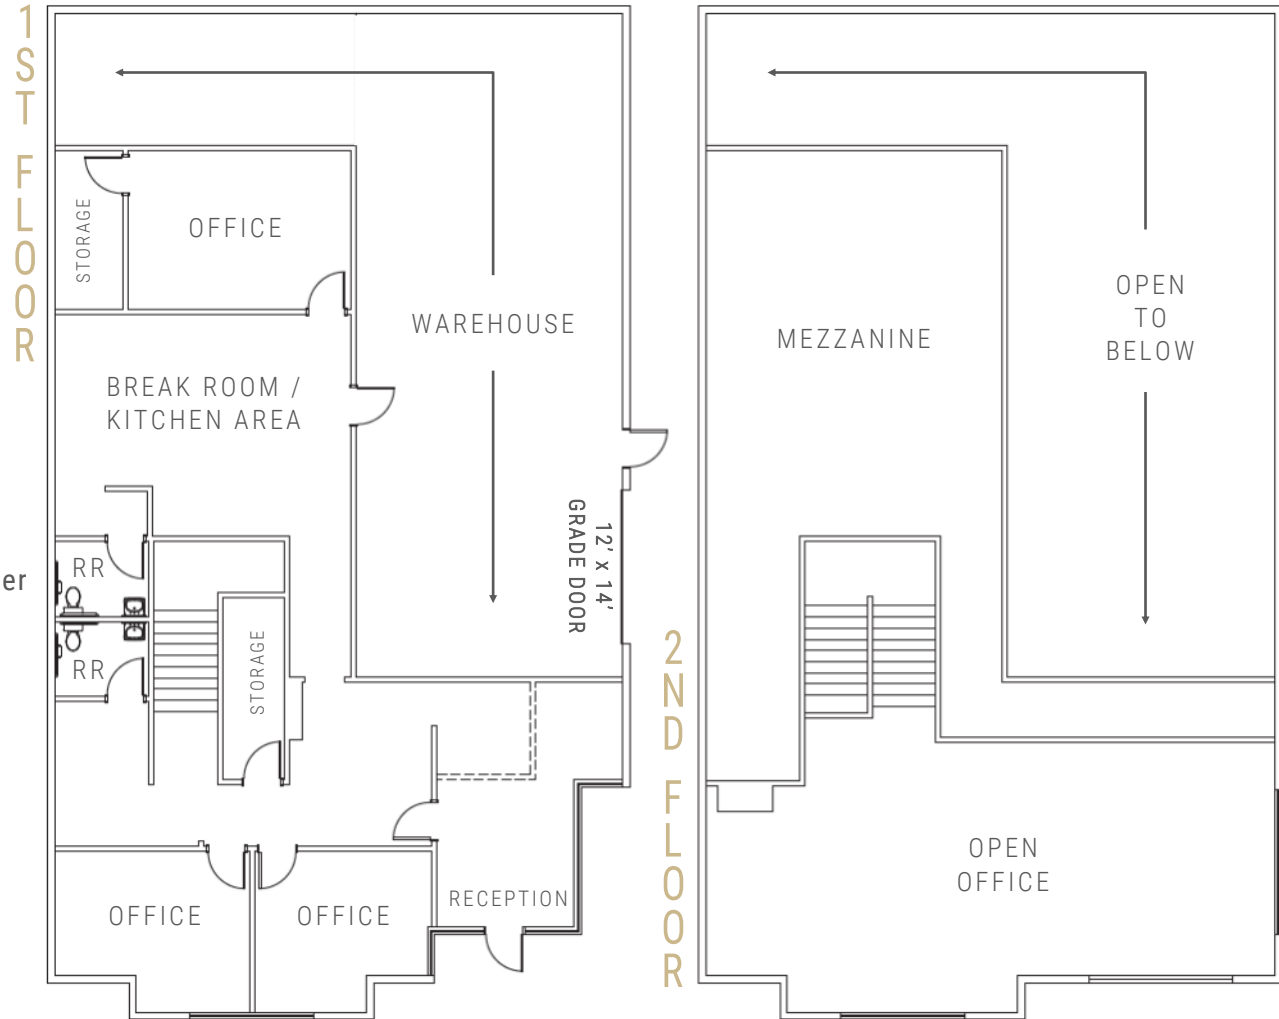 1ST FLOOR
STORAGE
OFFICE
WAREHOUSE
BREAK ROOM /
KITCHEN AREA
12' x 14'
GRADE DOOR
RR
er
RR
STORAGE
OFFICE
OFFICE
RECEPTION
2ND FLOOR
OPEN
TO
BELOW
MEZZANINE
OPEN
OFFICE